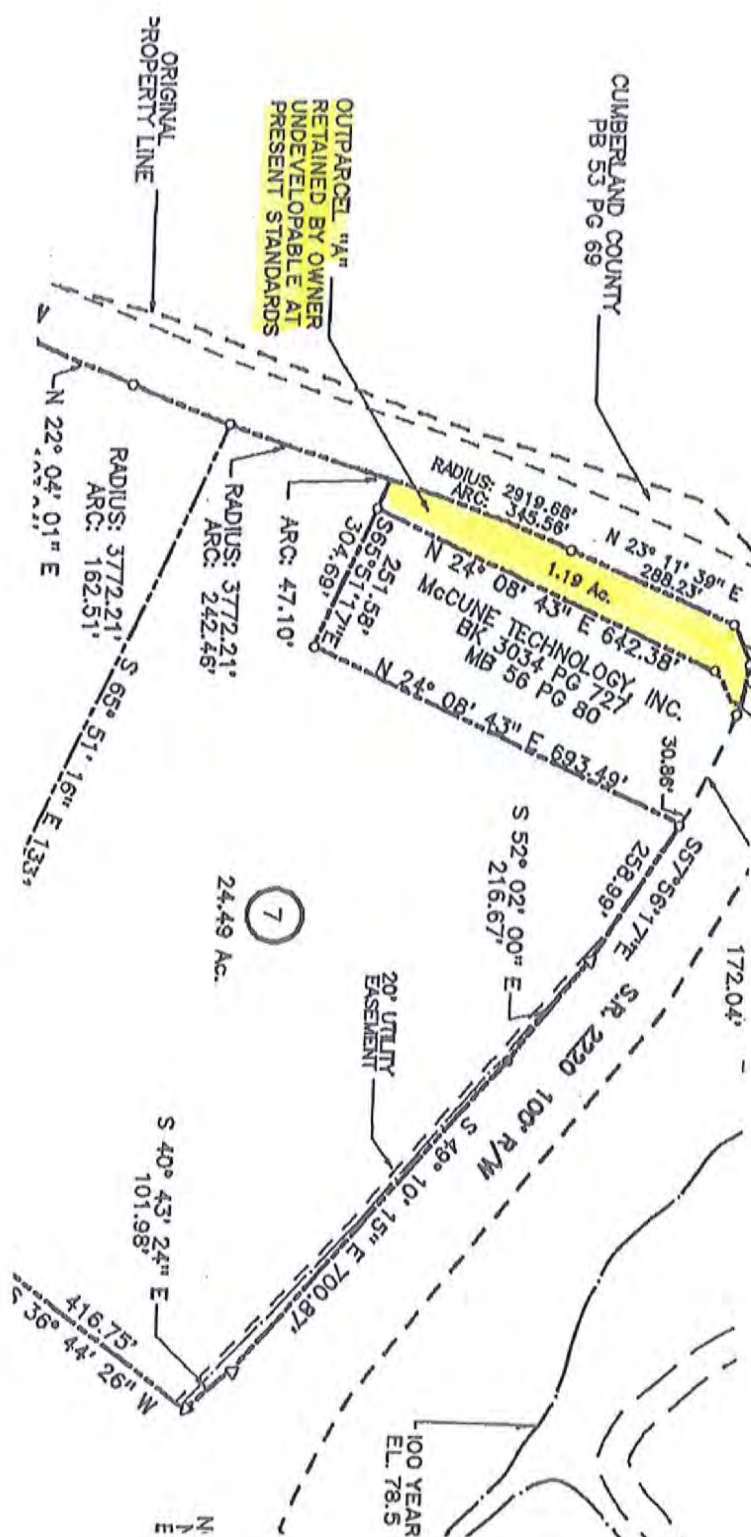 CUMBERLAND COUNTY
PB 53 PG 69
ORIGINAL
PROPERTY LINE
OUTPARCEL "A"
RETAINED BY OWNER
UNDEVELOPABLE AT
PRESENT STANDARDS
RADIUS: 2919.68'
ARC: 345.56'
N 23° 11' 39" E
288.23'
1.19 Ac.
N 24° 08' 43" E 642.38'
McCUNE TECHNOLOGY, INC.
BK 3034 PG 727
MB 56 PG 80
251.58'
S65°51'17"E
304.69'
N 24° 08' 43" E 693.49'
30.86'
ARC: 47.10'
RADIUS: 3772.21'
ARC: 242.46'
RADIUS: 3772.21'
ARC: 162.51'
N 22° 04' 01" E
S 65° 51' 16" E
S57°56'17"E
258.99'
172.04'
S 52° 02' 00" E
216.67'
S.R. 2220 100' R/W
7
24.49 Ac.
20' UTILITY
EASEMENT
S 49° 10' 15" E 700.87'
S 40° 43' 24" E
101.98'
416.75'
S 36° 44' 26" W
100 YEAR
EL. 78.5